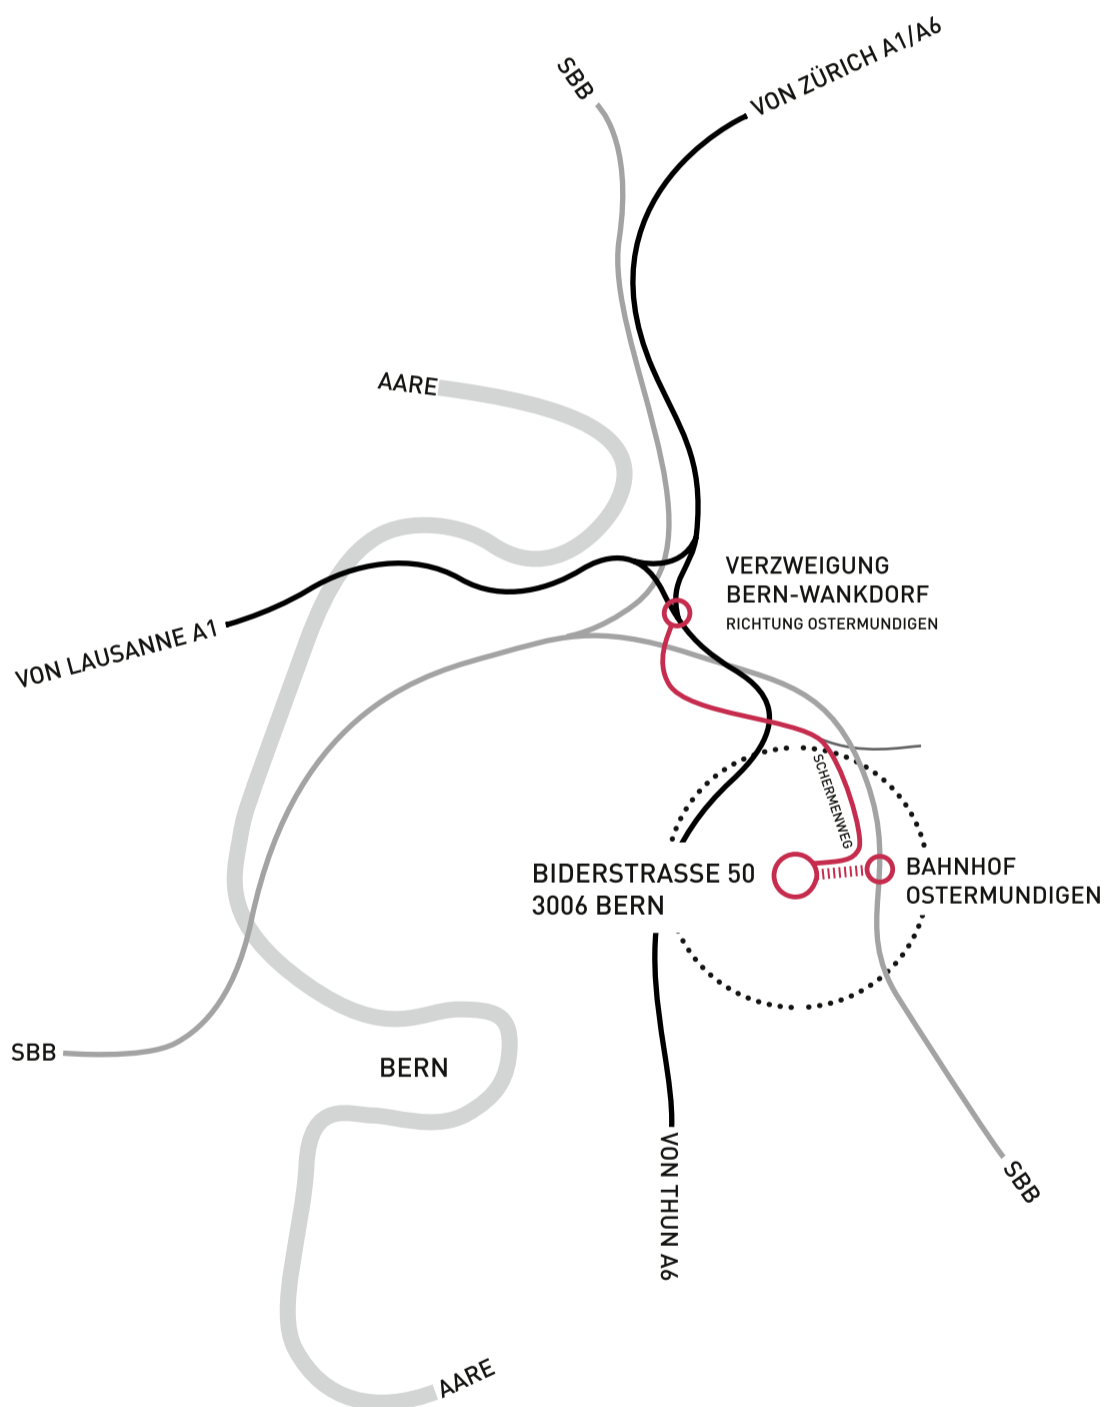 SBB
VON ZÜRICH A1/A6
AARE
VERZWEIGUNG
BERN-WANKDORF
RICHTUNG OSTERMUNDIGEN
VON LAUSANNE A1
SCHERMENWEG
BIDERSTRASSE 50
3006 BERN
BAHNHOF
OSTERMUNDIGEN
SBB
BERN
VON THUN A6
SBB
AARE